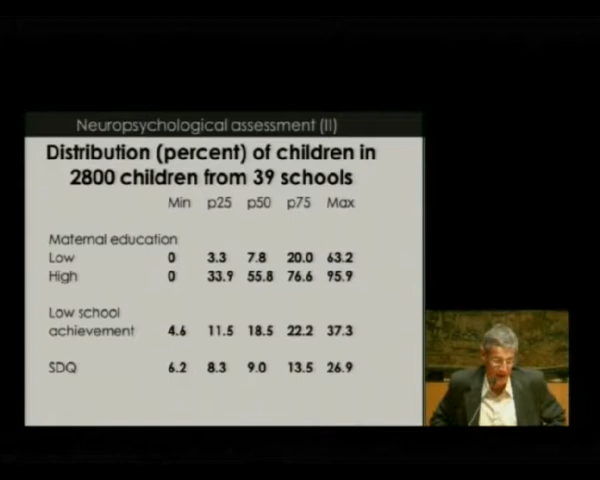 Neuropsychological assessment (II)
Distribution (percent) of children in
2800 children from 39 schools
Min p25 p50 p75 Max
Maternal education
Low 0 3.3 7.8 20.0 63.2
High 0 33.9 55.8 76.6 95.9
Low school
achievement 4.6 11.5 18.5 22.2 37.3
SDQ 6.2 8.3 9.0 13.5 26.9